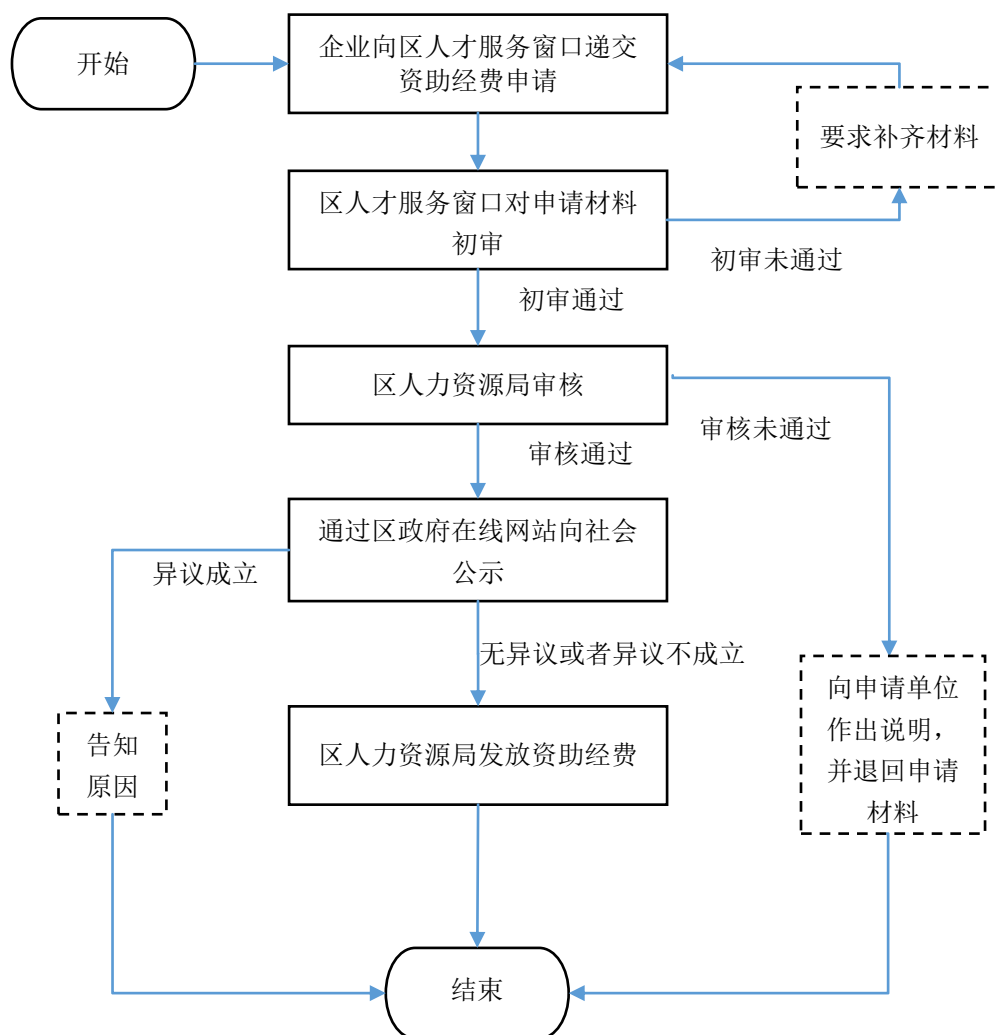 开始
企业向区人才服务窗口递交
资助经费申请
要求补齐材料
区人才服务窗口对申请材料
初审
初审未通过
初审通过
区人力资源局审核
审核未通过
审核通过
通过区政府在线网站向社会
公示
异议成立
无异议或者异议不成立
向申请单位
作出说明，
并退回申请
材料
告知
原因
区人力资源局发放资助经费
结束